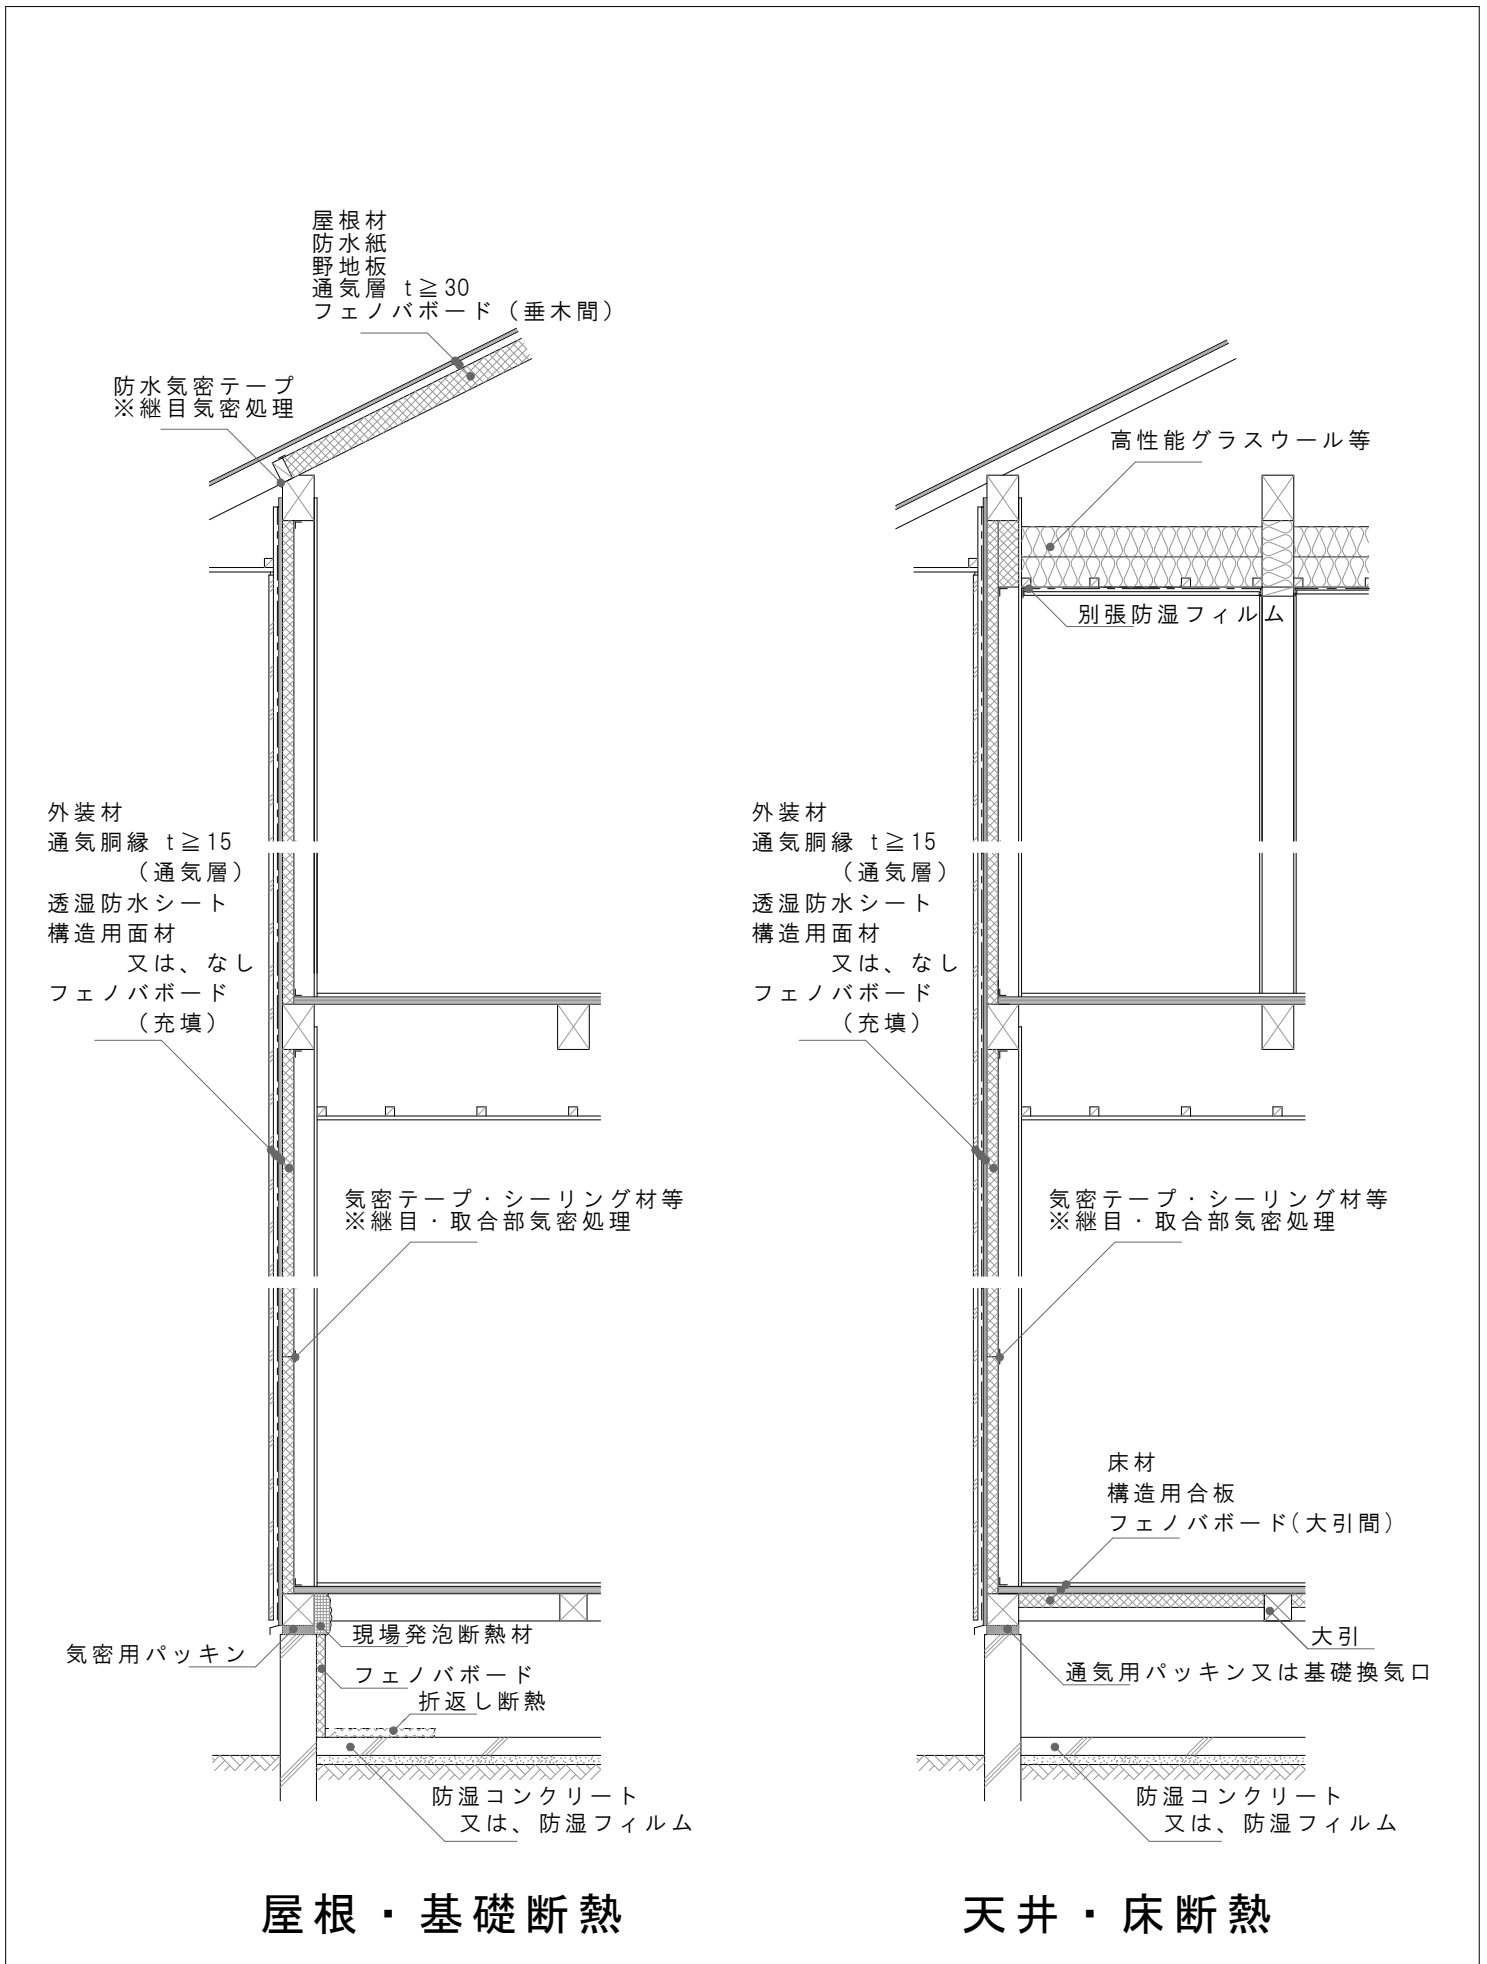 屋根材
防水紙
野地板
通気層 t≧30
フェノバボード（垂木間）
防水気密テープ
※継目気密処理
外装材
通気胴縁 t≧15
（通気層）
透湿防水シート
構造用面材
又は、なし
フェノバボード
（充填）
気密テープ・シーリング材等
※継目・取合部気密処理
現場発泡断熱材
気密用パッキン
フェノバボード
折返し断熱
防湿コンクリート
又は、防湿フィルム
屋根・基礎断熱
高性能グラスウール等
別張防湿フィルム
外装材
通気胴縁 t≧15
（通気層）
透湿防水シート
構造用面材
又は、なし
フェノバボード
（充填）
気密テープ・シーリング材等
※継目・取合部気密処理
床材
構造用合板
フェノバボード(大引間)
大引
通気用パッキン又は基礎換気口
防湿コンクリート
又は、防湿フィルム
天井・床断熱